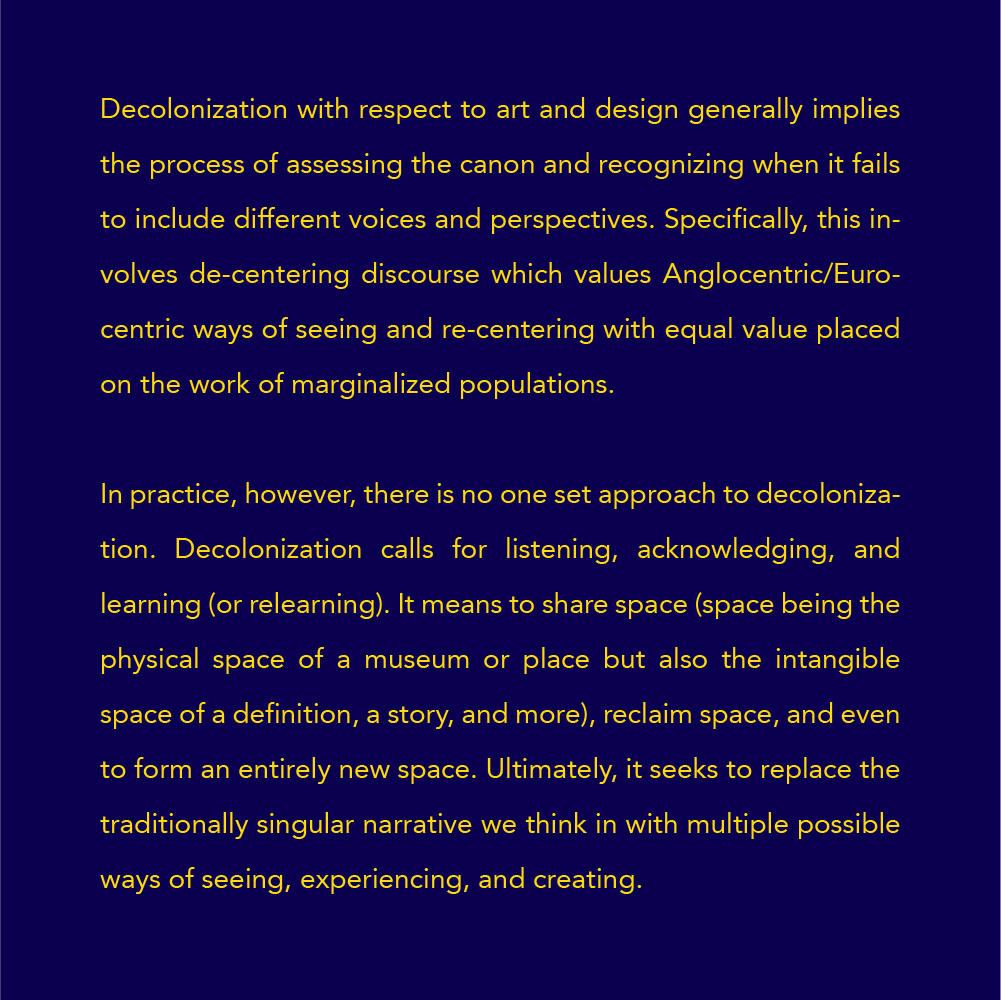 Decolonization with respect to art and design generally implies
the process of assessing the canon and recognizing when it fails
to include different voices and perspectives. Specifically, this in-
volves de-centering discourse which values Anglocentric/Euro-
centric ways of seeing and re-centering with equal value placed
on the work of marginalized populations.
In practice, however, there is no one set approach to decoloniza-
tion. Decolonization calls for listening, acknowledging, and
learning (or relearning). It means to share space (space being the
physical space of a museum or place but also the intangible
space of a definition, a story, and more), reclaim space, and even
to form an entirely new space. Ultimately, it seeks to replace the
traditionally singular narrative we think in with multiple possible
ways of seeing, experiencing, and creating.